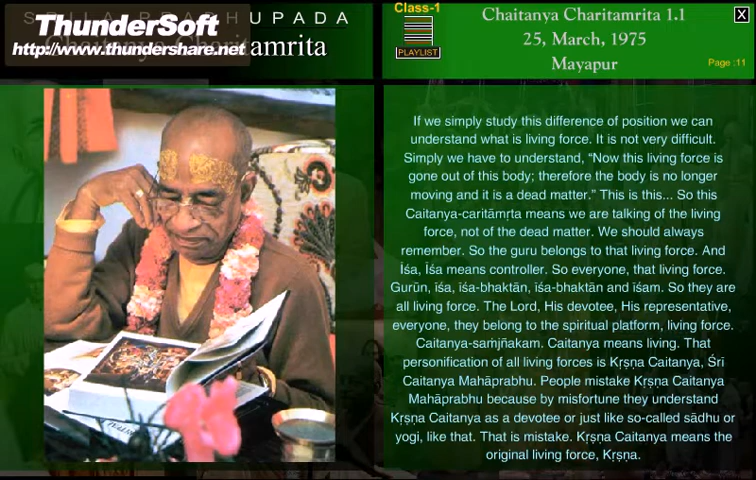 SRILA PRABHUPADA
ThunderSoft
http://www.thundershare.net
Chaitanya Charitamrita
Class-1
PLAYLIST
Chaitanya Charitamrita 1.1
25, March, 1975
Mayapur
X
Page :11
If we simply study this difference of position we can
understand what is living force. It is not very difficult.
Simply we have to understand, “Now this living force is
gone out of this body; therefore the body is no longer
moving and it is a dead matter.” This is this... So this
Caitanya-caritāmṛta means we are talking of the living
force, not of the dead matter. We should always
remember. So the guru belongs to that living force. And
Īśa, Īśa means controller. So everyone, that living force.
Gurūn, īśa, īśa-bhaktān, īśa-bhaktān and īśam. So they are
all living force. The Lord, His devotee, His representative,
everyone, they belong to the spiritual platform, living force.
Caitanya-saṁjñakam. Caitanya means living. That
personification of all living forces is Kṛṣṇa Caitanya, Śrī
Caitanya Mahāprabhu. People mistake Kṛṣṇa Caitanya
Mahāprabhu because by misfortune they understand
Kṛṣṇa Caitanya as a devotee or just like so-called sādhu or
yogi, like that. That is mistake. Kṛṣṇa Caitanya means the
original living force, Kṛṣṇa.